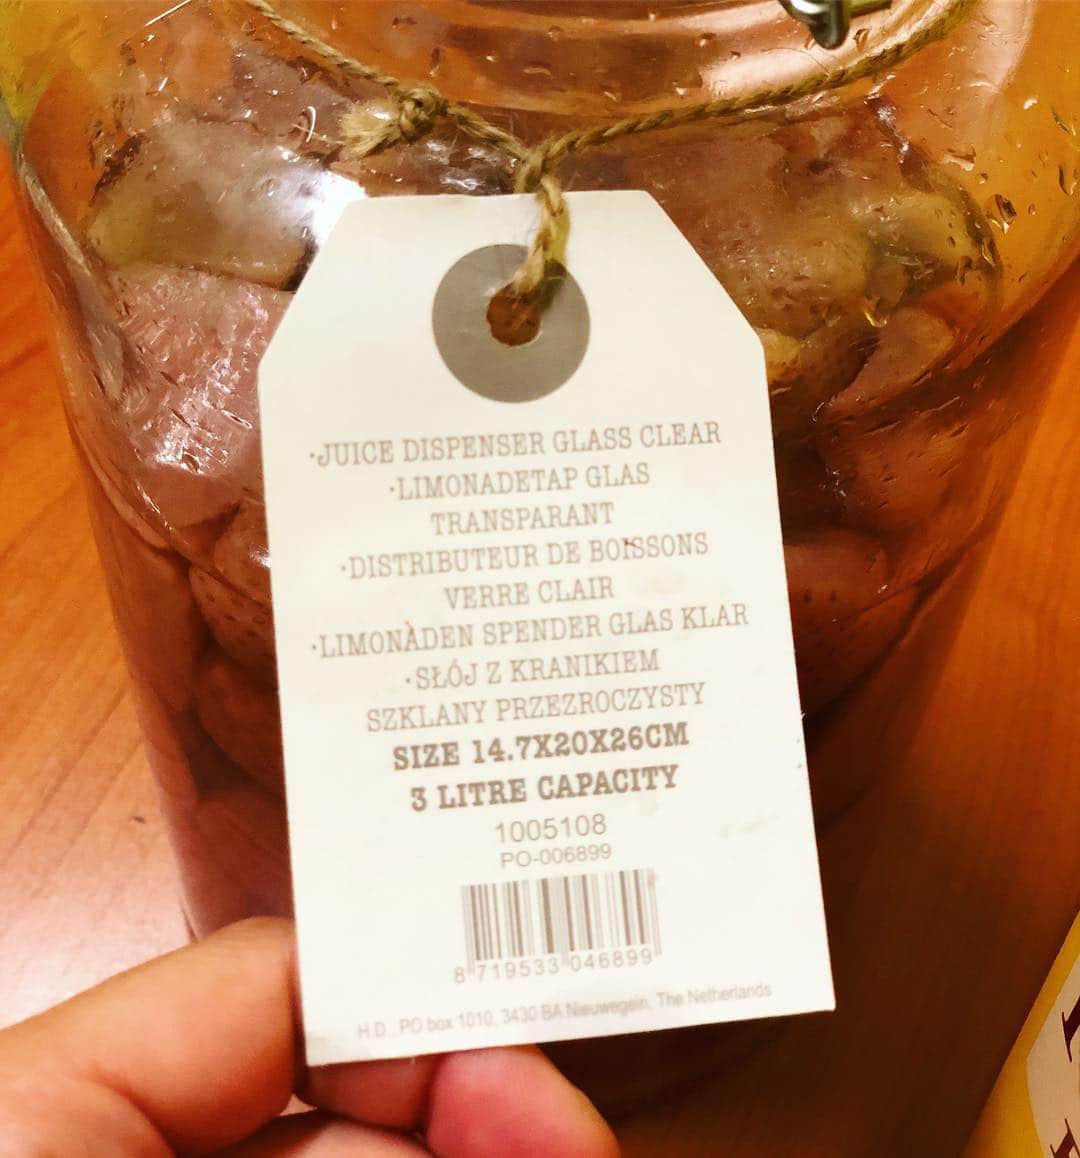 ·JUICE DISPENSER GLASS CLEAR
·LIMONADETAP GLAS
TRANSPARANT
·DISTRIBUTEUR DE BOISSONS
VERRE CLAIR
·LIMONADEN SPENDER GLAS KLAR
·SŁÓJ Z KRANIKIEM
SZKLANY PRZEZROCZYSTY
SIZE 14.7X20X26CM
3 LITRE CAPACITY
1005108
PO-006899
8 719533 046899
H.D., PO box 1010, 3430 BA Nieuwegein, The Netherlands